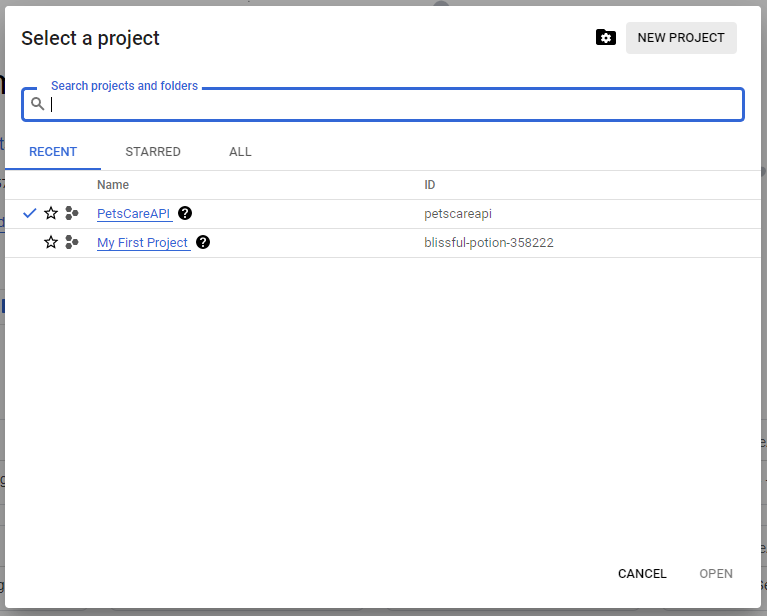 Select a project
NEW PROJECT
Search projects and folders
RECENT STARRED ALL
Name ID
PetsCareAPI petscareapi
My First Project blissful-potion-358222
CANCEL OPEN